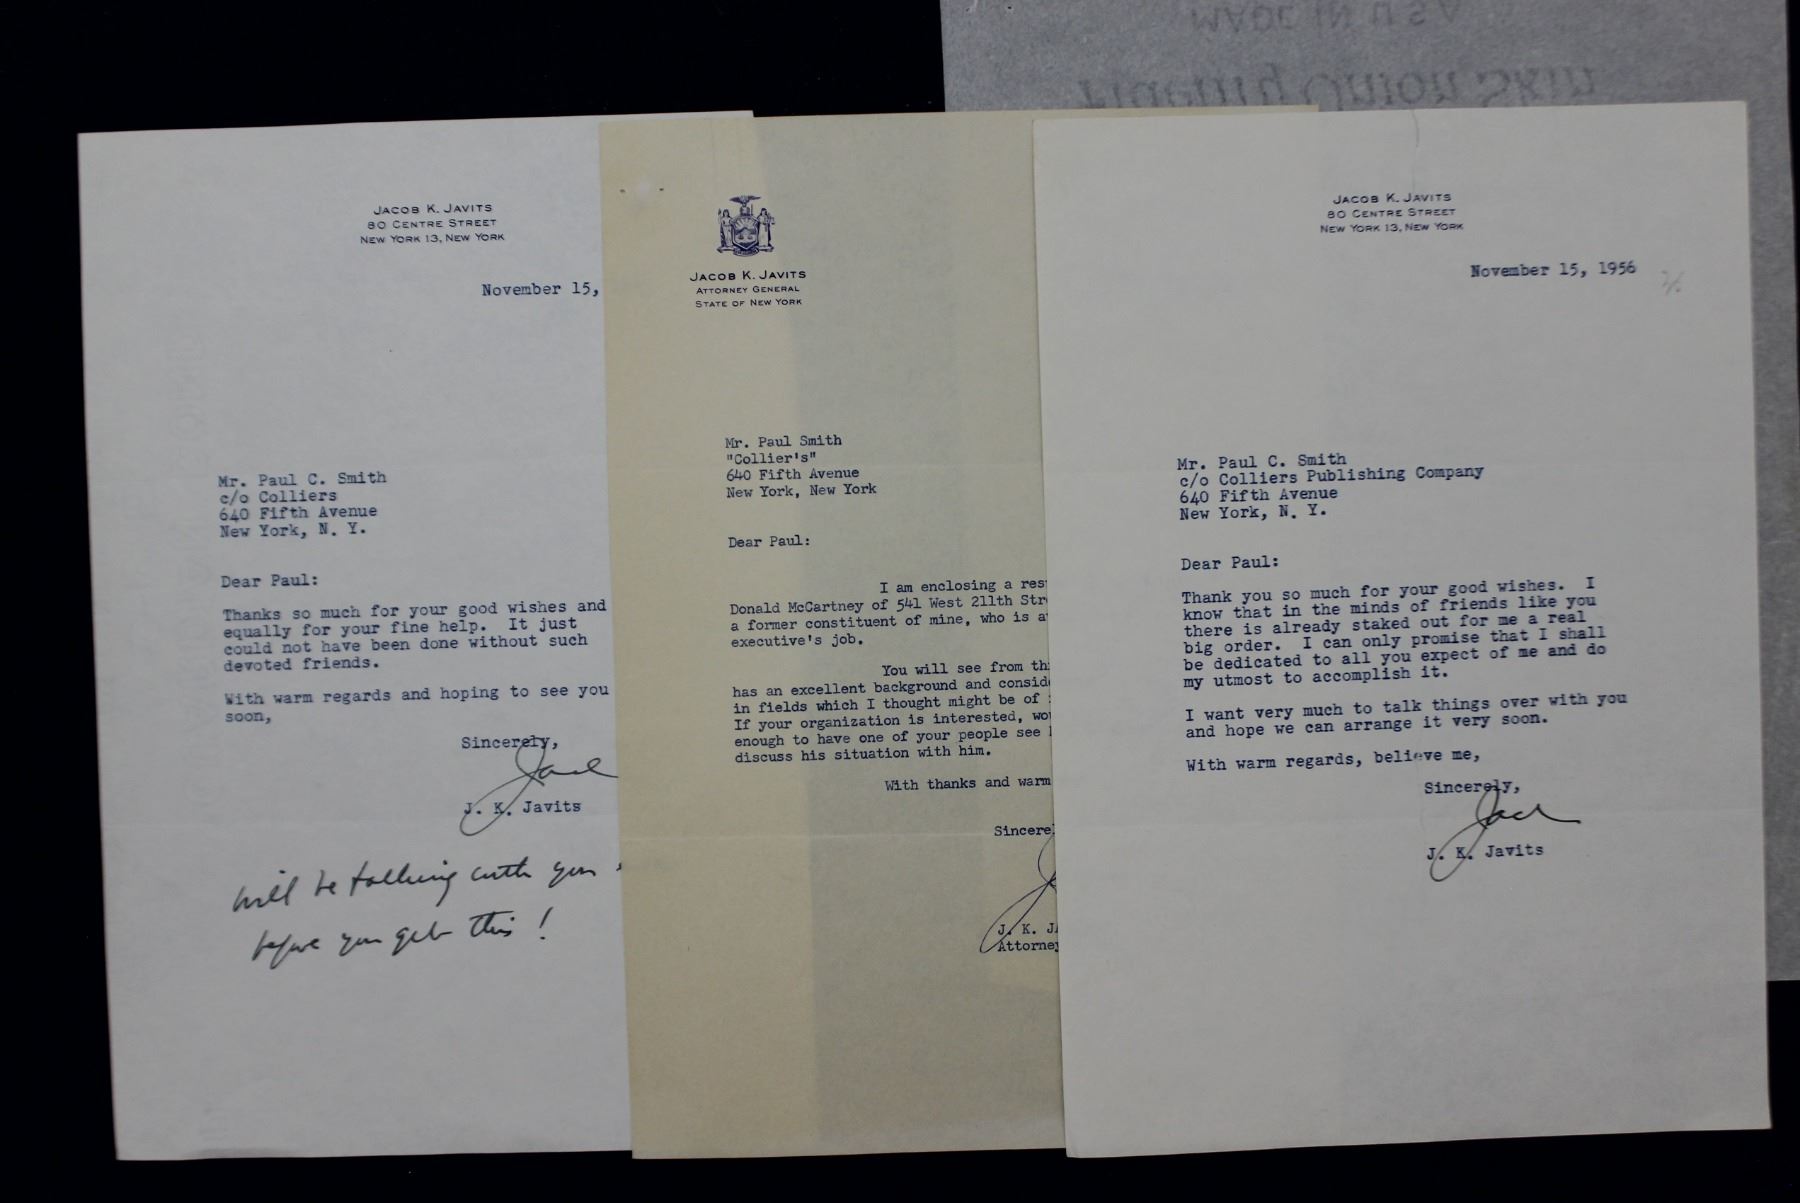 MADE IN U S A
Onion Skin
JACOB K. JAVITS
80 CENTRE STREET
NEW YORK 13, NEW YORK
November 15,
Mr. Paul C. Smith
c/o Colliers
640 Fifth Avenue
New York, N. Y.
Dear Paul:
Thanks so much for your good wishes and
equally for your fine help. It just
could not have been done without such
devoted friends.
With warm regards and hoping to see you
soon,
Sincerely,
Jack
J. K. Javits
Will be talking with you
before you get this!
JACOB K. JAVITS
ATTORNEY GENERAL
STATE OF NEW YORK
Mr. Paul Smith
"Collier's"
640 Fifth Avenue
New York, New York
Dear Paul:
I am enclosing a
Donald McCartney of 541 West 211th
a former constituent of mine, who is
executive's job.
You will see from
has an excellent background and
in fields which I thought might be of
If your organization is interested,
enough to have one of your people see
discuss his situation with him.
With thanks and warm
Sincere
J. K.
Attorney
JACOB K. JAVITS
80 CENTRE STREET
NEW YORK 13, NEW YORK
November 15, 1956
Mr. Paul C. Smith
c/o Colliers Publishing Company
640 Fifth Avenue
New York, N. Y.
Dear Paul:
Thank you so much for your good wishes. I
know that in the minds of friends like you
there is already staked out for me a real
big order. I can only promise that I shall
be dedicated to all you expect of me and do
my utmost to accomplish it.
I want very much to talk things over with you
and hope we can arrange it very soon.
With warm regards, believe me,
Sincerely,
Jack
J. K. Javits